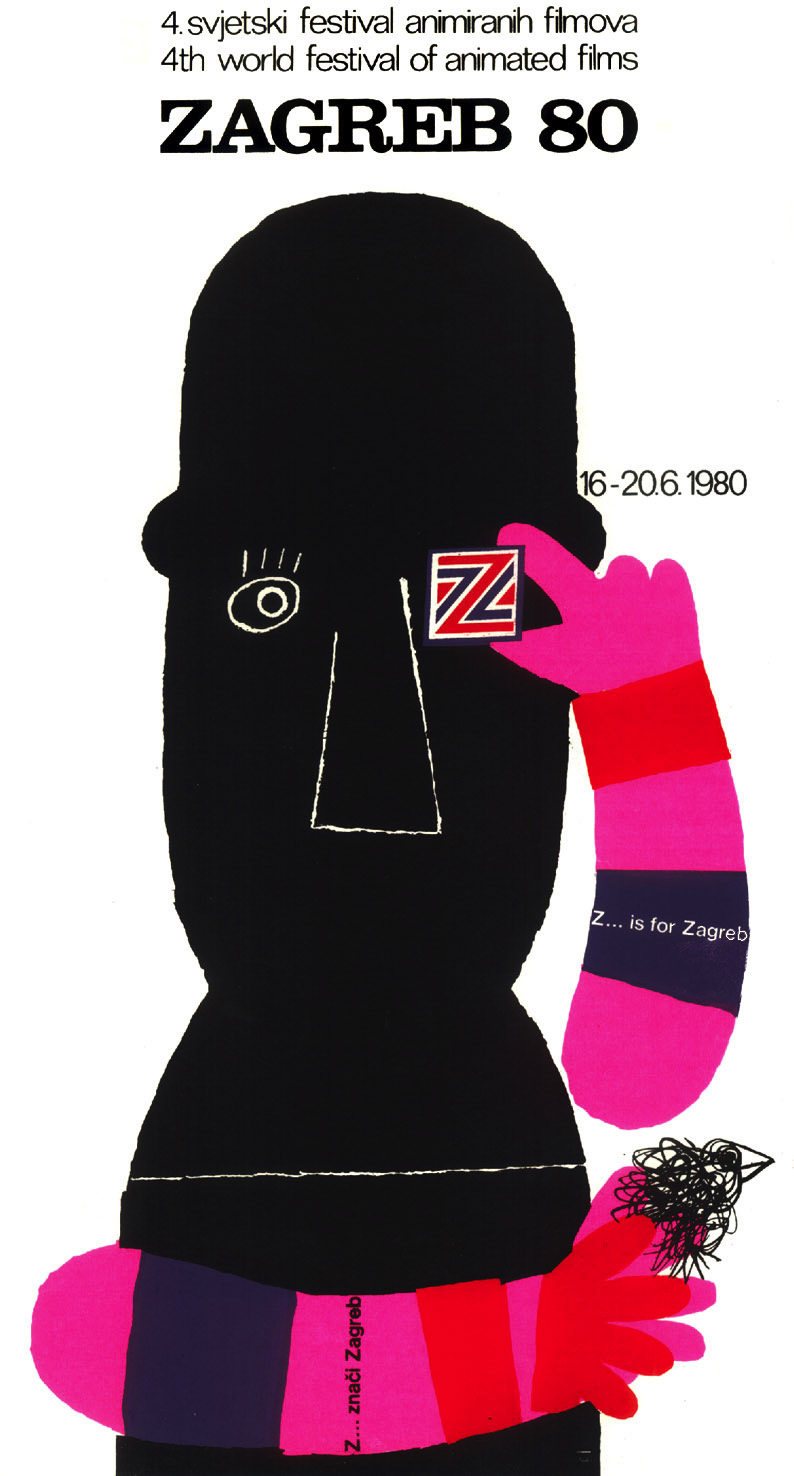 4. svjetski festival animiranih filmova
4th world festival of animated films
ZAGREB 80
16-20.6.1980
Z
Z... is for Zagreb
Z... znači Zagreb